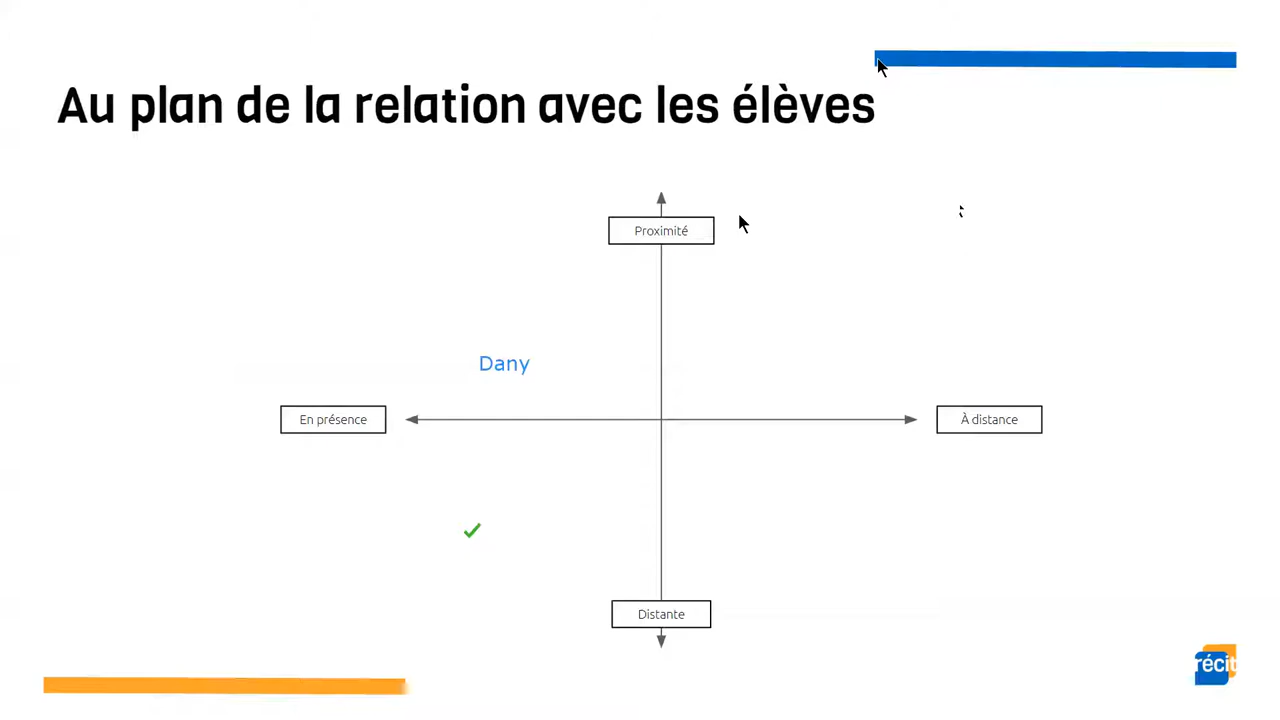 Au plan de la relation avec les élèves
Proximité
Dany
En présence
À distance
Distante
récit